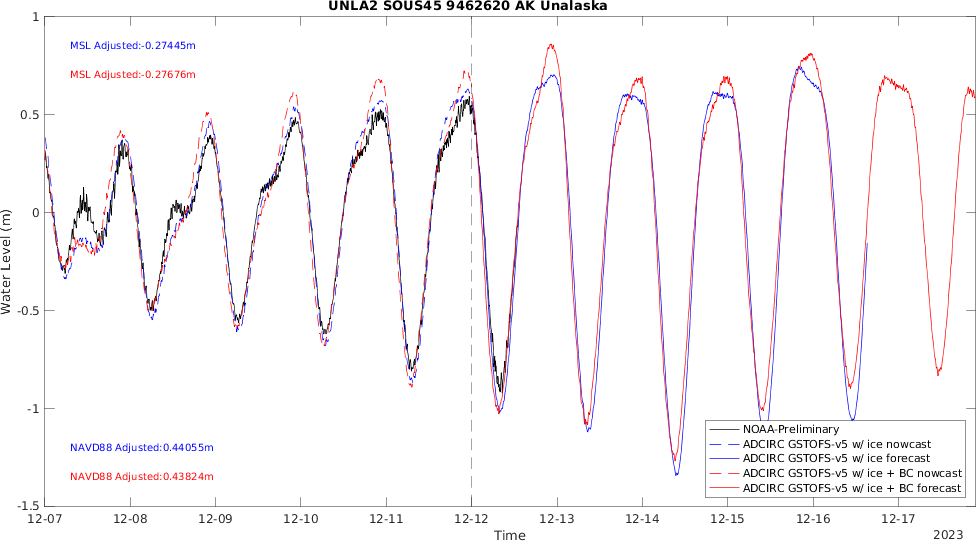 UNLA2 SOUS45 9462620 AK Unalaska
MSL Adjusted:-0.27445m
MSL Adjusted:-0.27676m
NAVD88 Adjusted:0.44055m
NAVD88 Adjusted:0.43824m
Water Level (m)
1
0.5
0
-0.5
-1
-1.5
NOAA-Preliminary
ADCIRC GSTOFS-v5 w/ ice nowcast
ADCIRC GSTOFS-v5 w/ ice forecast
ADCIRC GSTOFS-v5 w/ ice + BC nowcast
ADCIRC GSTOFS-v5 w/ ice + BC forecast
12-07 12-08 12-09 12-10 12-11 12-12 12-13 12-14 12-15 12-16 12-17
Time
2023